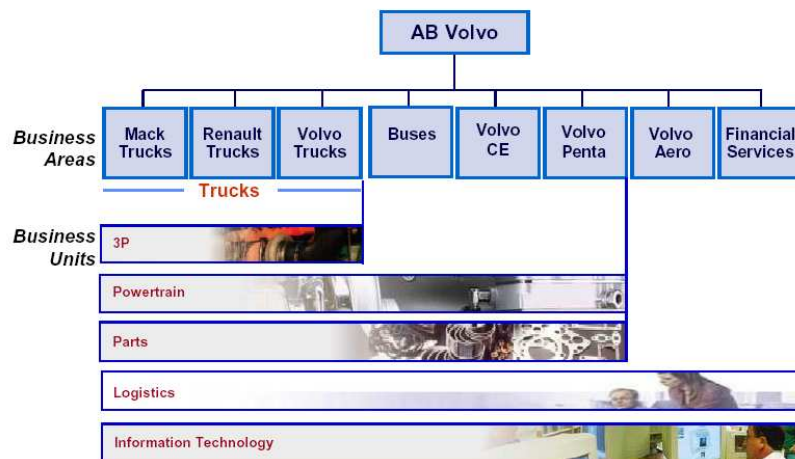 AB Volvo
Business
Areas
Mack
Trucks
Renault
Trucks
Volvo
Trucks
Buses
Volvo
CE
Volvo
Penta
Volvo
Aero
Financial
Services
Trucks
Business
Units
3P
Powertrain
Parts
Logistics
Information Technology